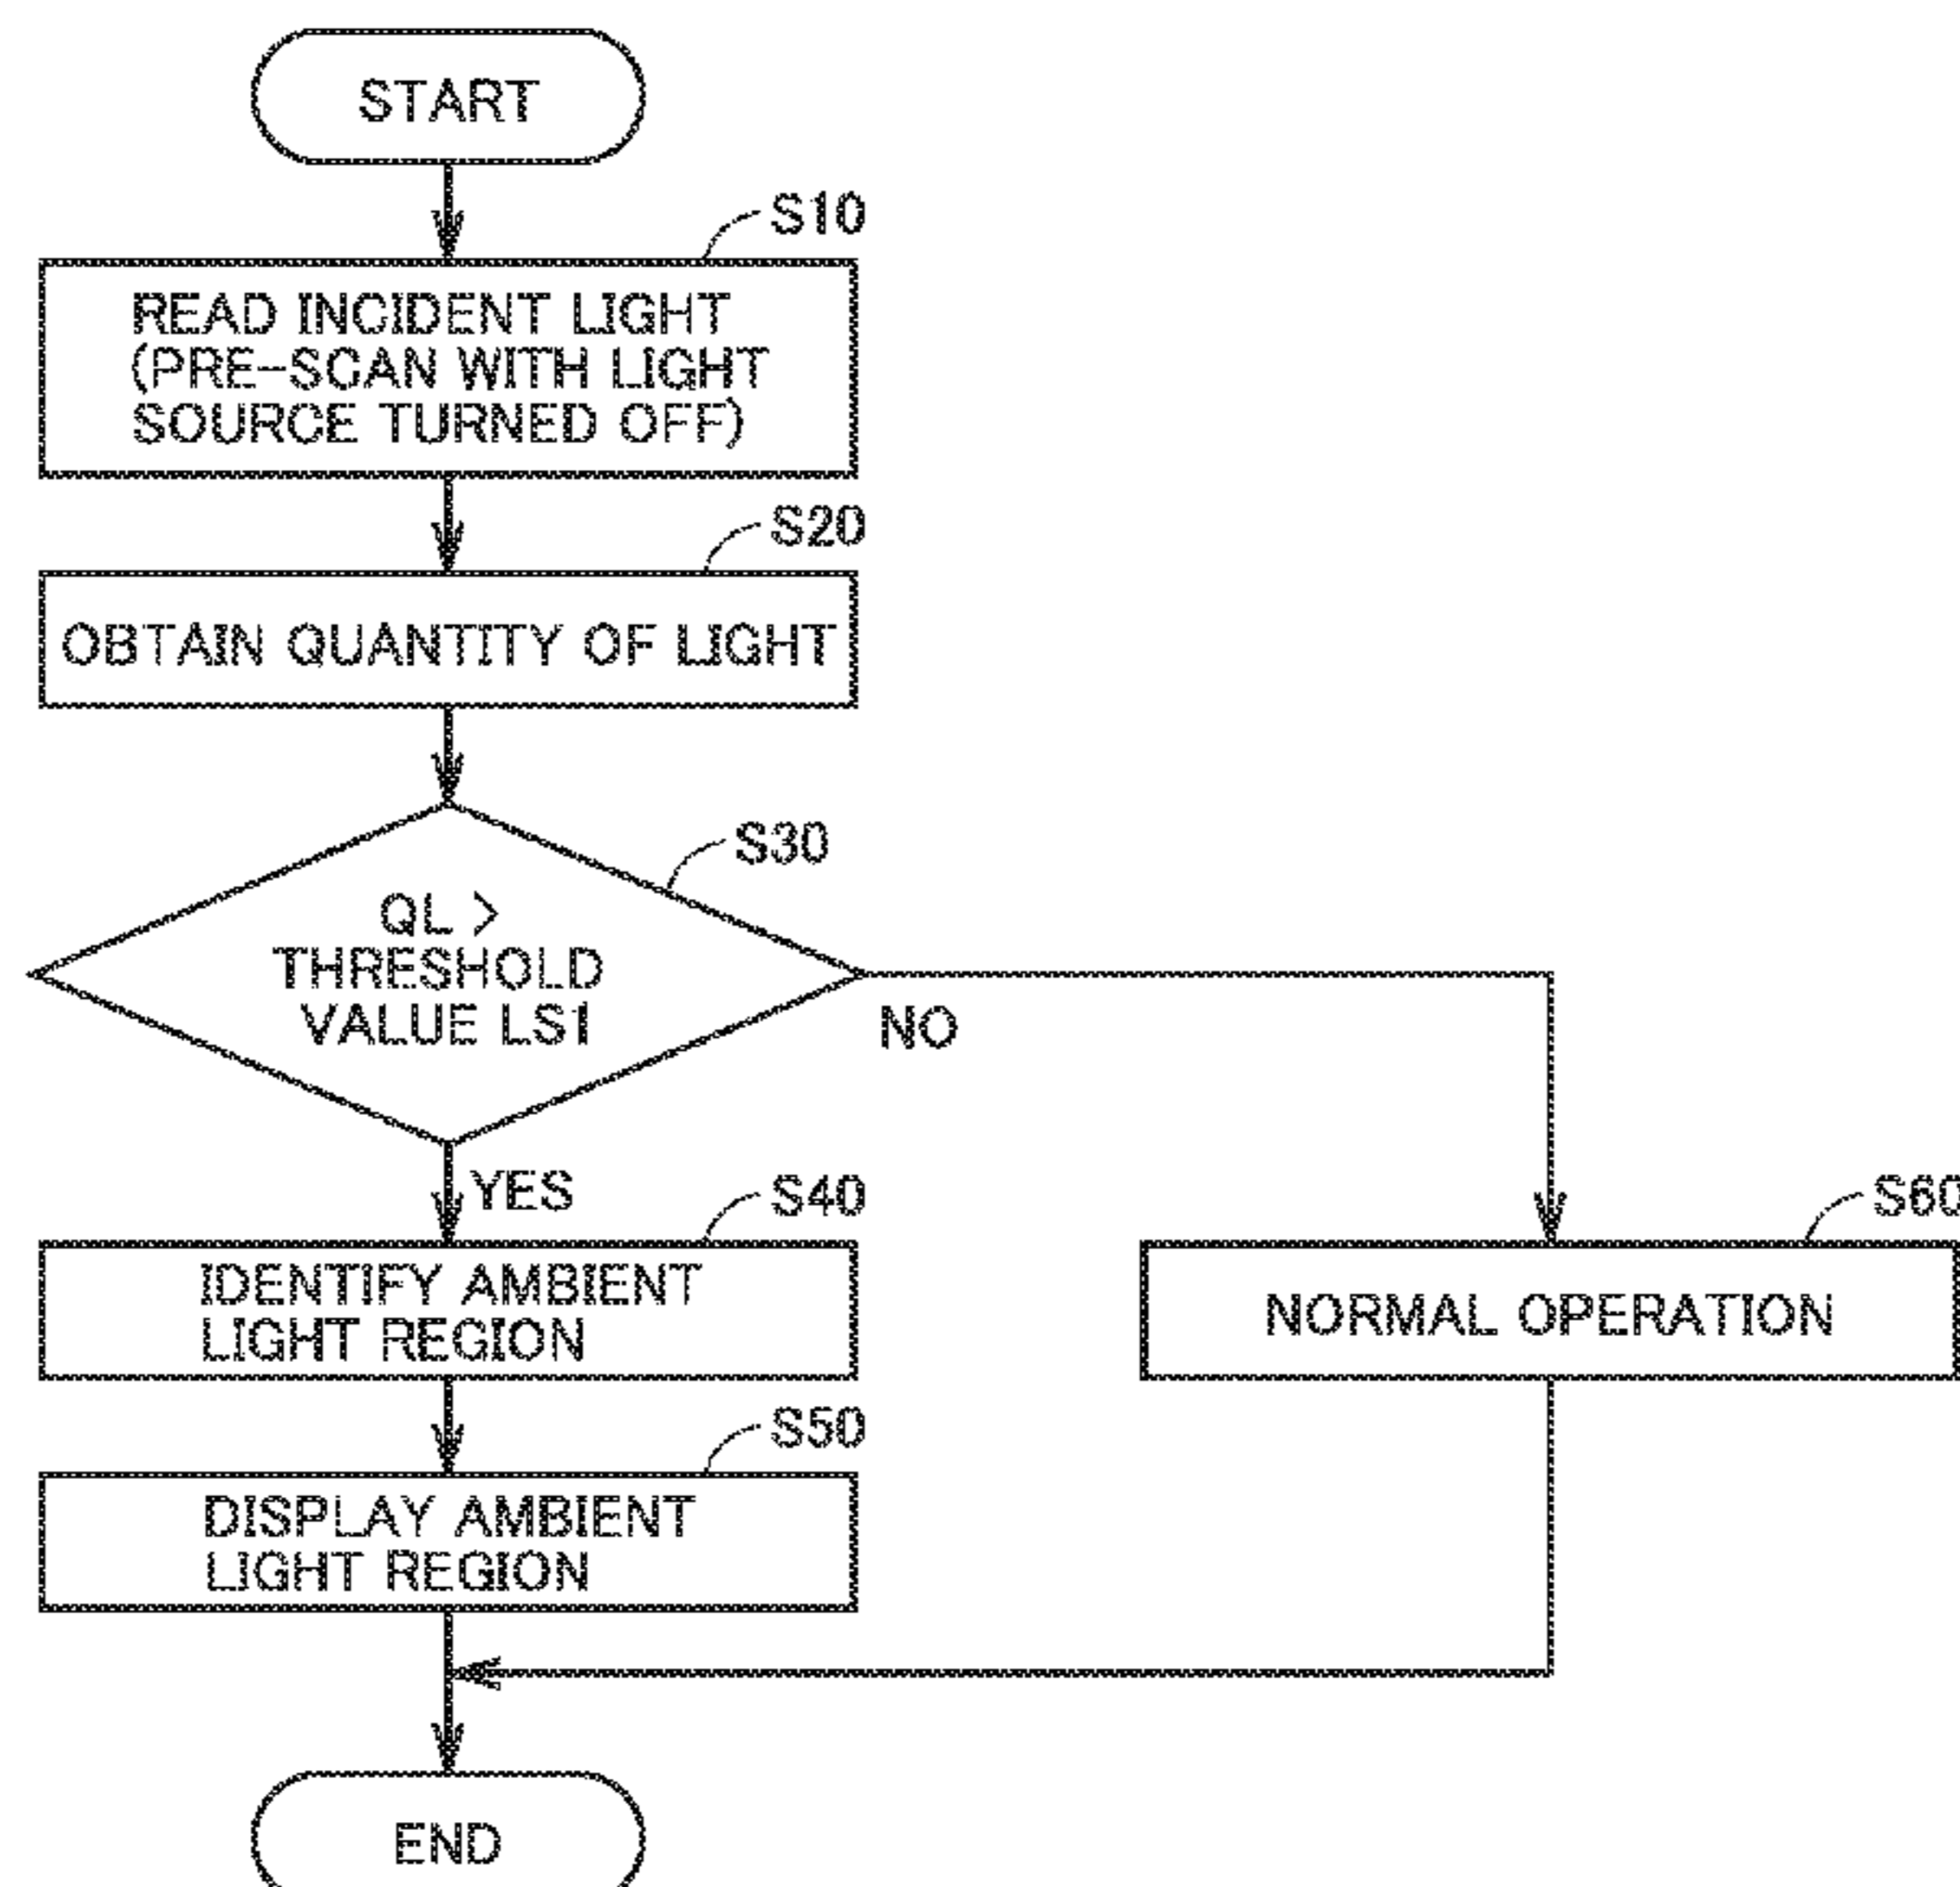 START
S10
READ INCIDENT LIGHT
(PRE-SCAN WITH LIGHT
SOURCE TURNED OFF)
S20
OBTAIN QUANTITY OF LIGHT
S30
QL >
THRESHOLD
VALUE LS1
NO
YES
S40
IDENTIFY AMBIENT
LIGHT REGION
S60
NORMAL OPERATION
S50
DISPLAY AMBIENT
LIGHT REGION
END